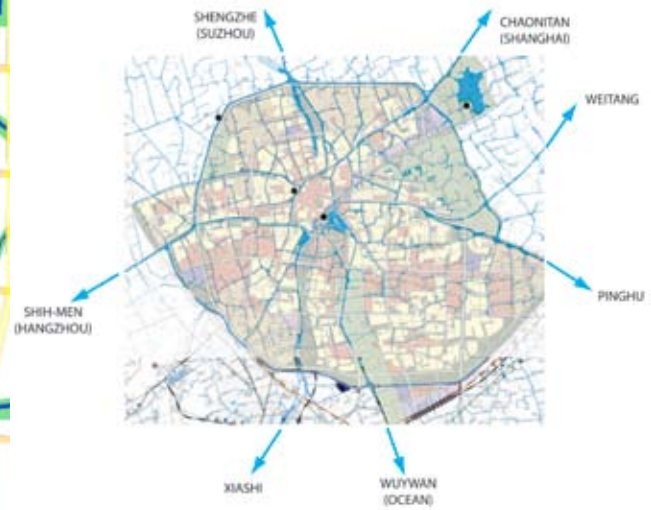 SHENGZHE
(SUZHOU)
CHAONITAN
(SHANGHAI)
WEITANG
PINGHU
SHIH-MEN
(HANGZHOU)
XIASHI
WUYWAN
(OCEAN)